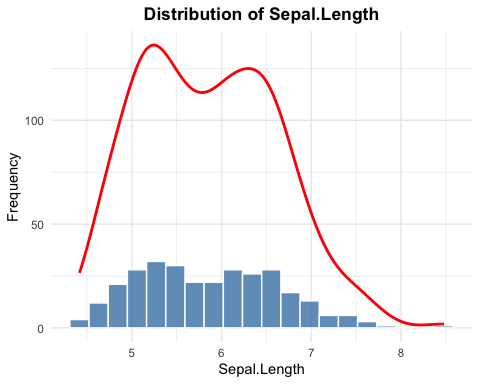 Distribution of Sepal.Length
Frequency
100
50
0
5 6 7 8
Sepal.Length